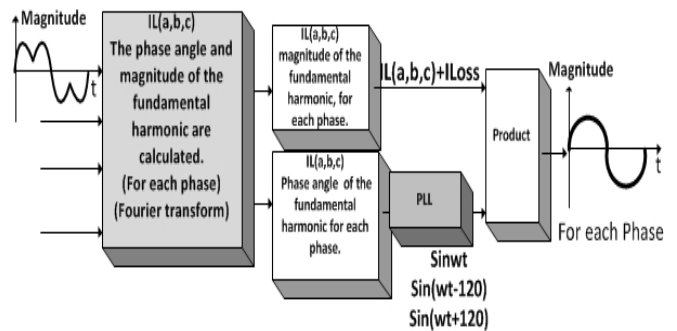 Magnitude
t
IL(a,b,c)
The phase angle and
magnitude of the
fundamental
harmonic are
calculated.
(For each phase)
(Fourier transform)
IL(a,b,c)
magnitude of the
fundamental
harmonic, for
each phase.
IL(a,b,c)+ILoss
IL(a,b,c)
Phase angle of the
fundamental
harmonic for each
phase.
PLL
Sinwt
Sin(wt-120)
Sin(wt+120)
Product
Magnitude
t
For each Phase